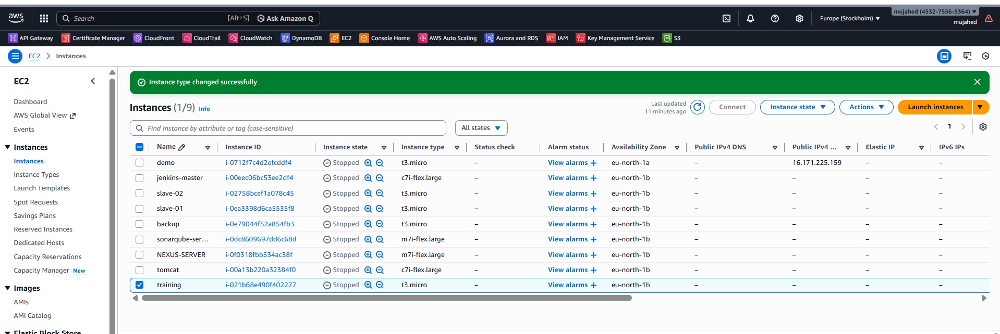 aws Search [Alt+S] Ask Amazon Q Europe (Stockholm) mujahed (4532-7556-5364)
mujahed
API Gateway Certificate Manager CloudFront CloudTrail CloudWatch DynamoDB EC2 Console Home AWS Auto Scaling Aurora and RDS IAM Key Management Service S3
EC2 Instances
EC2
Dashboard
AWS Global View
Events
Instances
Instances
Instance Types
Launch Templates
Spot Requests
Savings Plans
Reserved Instances
Dedicated Hosts
Capacity Reservations
Capacity Manager New
Images
AMIs
AMI Catalog
Elastic Block Store
Instance type changed successfully
Instances (1/9) Info
Last updated
11 minutes ago
Connect Instance state Actions Launch instances
Find Instance by attribute or tag (case-sensitive) All states 1
Name Instance ID Instance state Instance type Status check Alarm status Availability Zone Public IPv4 DNS Public IPv4 ... Elastic IP IPv6 IPs
demo i-0712f7c4d2efcddf4 Stopped t3.micro – View alarms + eu-north-1a – 16.171.225.159 – –
jenkins-master i-00eec06bc53ee2df4 Stopped c7i-flex.large – View alarms + eu-north-1b – – – –
slave-02 i-02758bcef1a078c45 Stopped t3.micro – View alarms + eu-north-1b – – – –
slave-01 i-0ea3398d6ca5535f8 Stopped t3.micro – View alarms + eu-north-1b – – – –
backup i-0e79044f52a854fb3 Stopped t3.micro – View alarms + eu-north-1b – – – –
sonarqube-ser... i-0dc8609697dd6c68d Stopped m7i-flex.large – View alarms + eu-north-1b – – – –
NEXUS-SERVER i-0f0318fbb534ac38f Stopped m7i-flex.large – View alarms + eu-north-1b – – – –
tomcat i-00a13b220a32384f0 Stopped c7i-flex.large – View alarms + eu-north-1b – – – –
training i-021b68e490f402227 Stopped t3.micro – View alarms + eu-north-1b – – – –